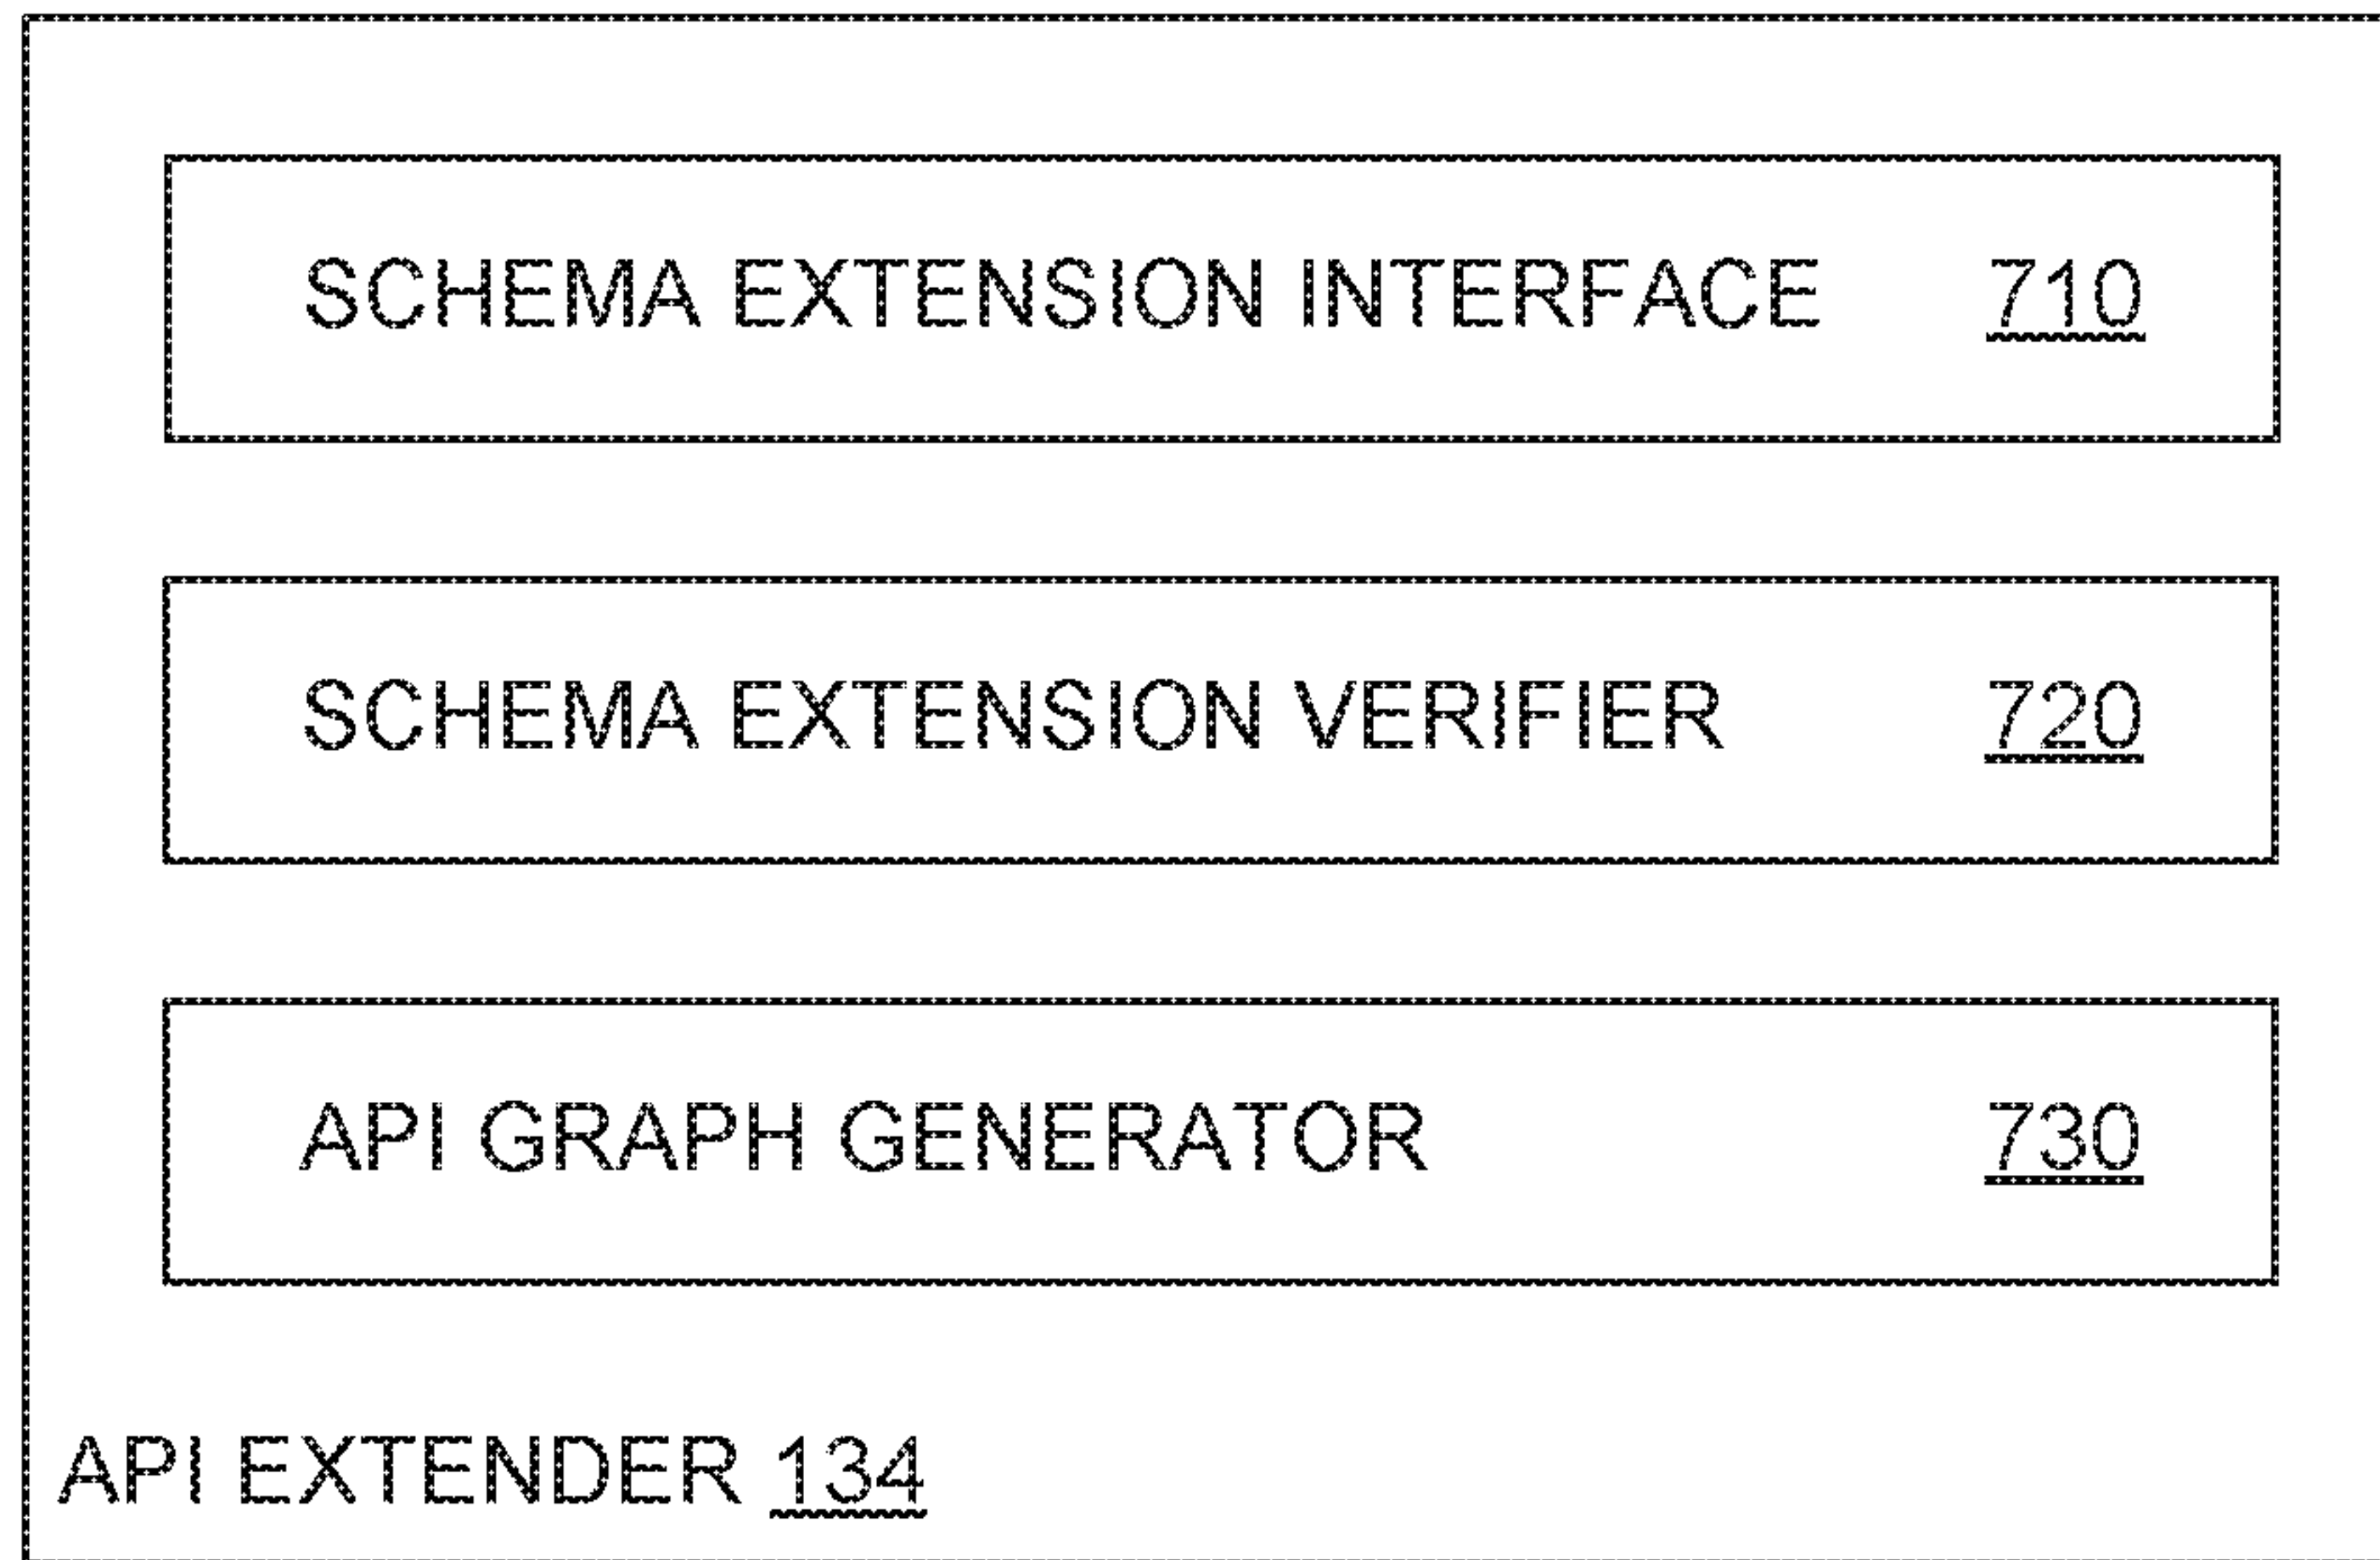 SCHEMA EXTENSION INTERFACE 710
SCHEMA EXTENSION VERIFIER 720
API GRAPH GENERATOR 730
API EXTENDER 134